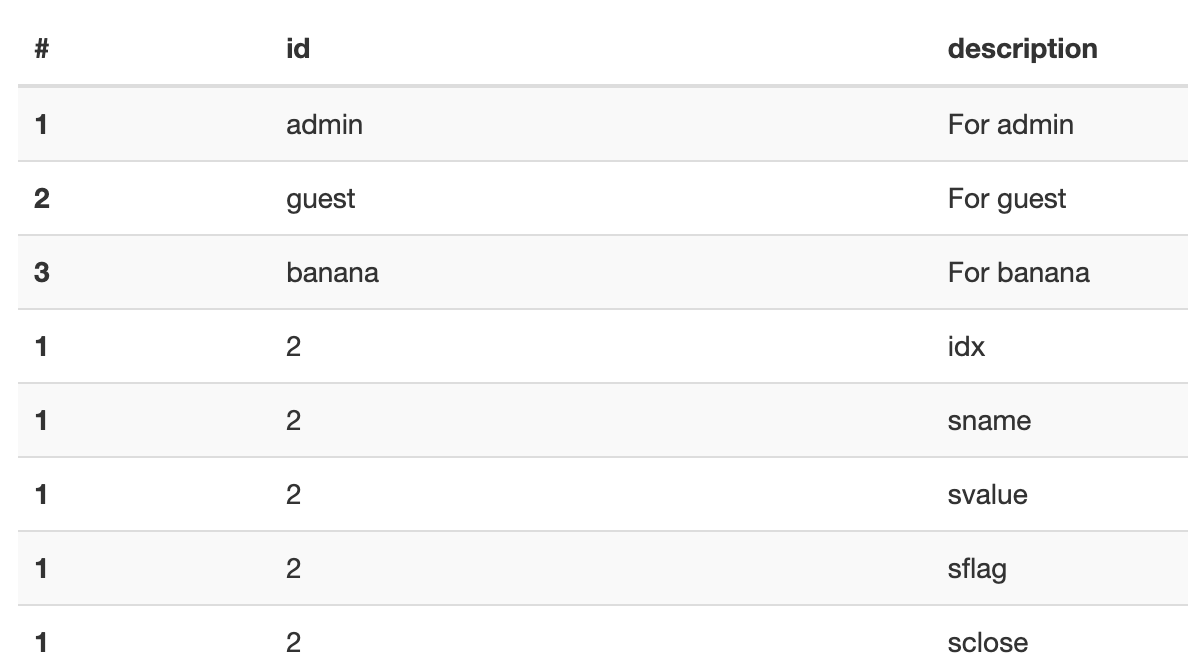 # id description
1 admin For admin
2 guest For guest
3 banana For banana
1 2 idx
1 2 sname
1 2 svalue
1 2 sflag
1 2 sclose